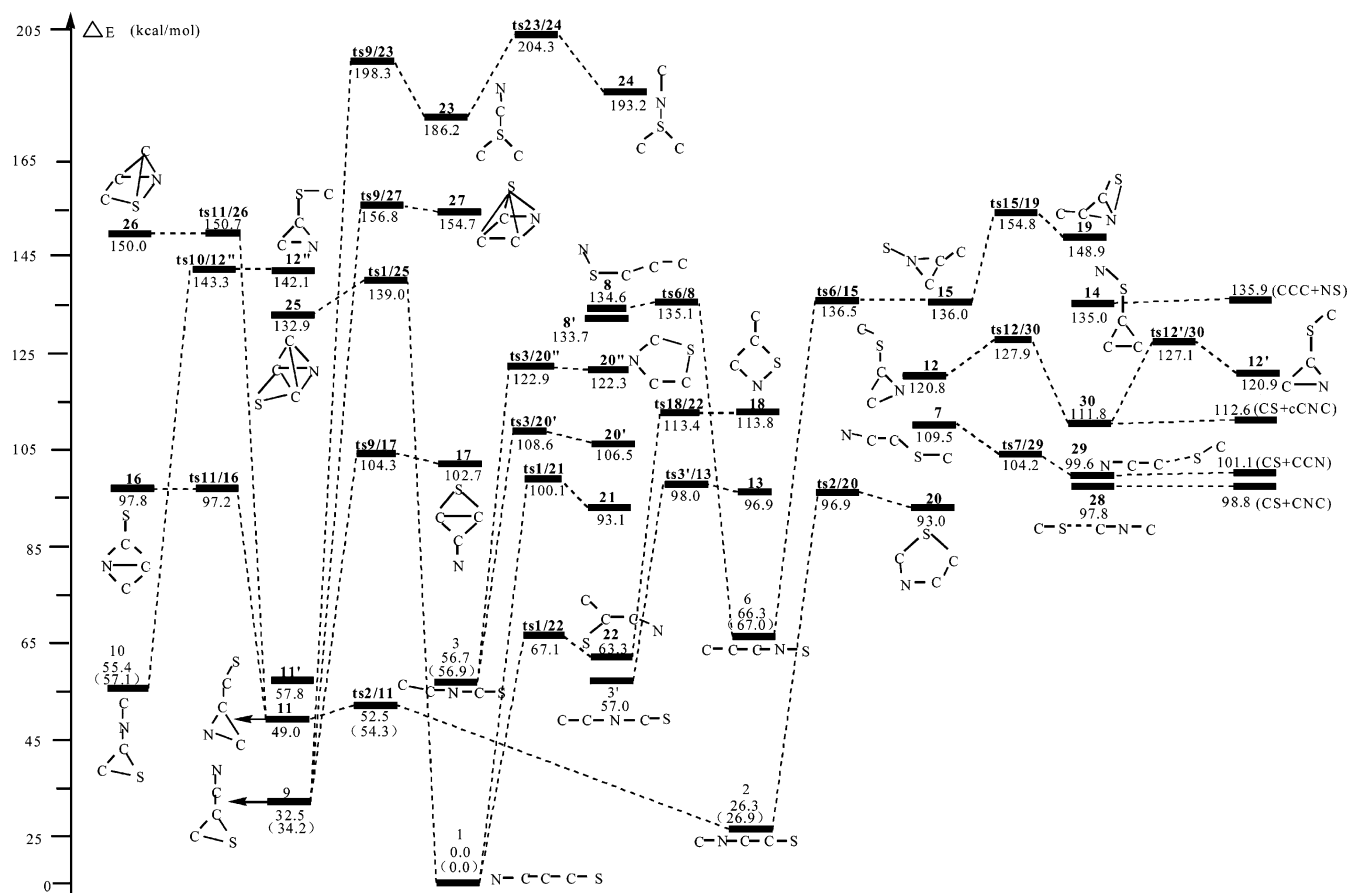 △E (kcal/mol)
205
165
145
125
105
85
65
45
25
0
ts23/24
204.3
ts9/23
198.3
23
186.2
N
C
S
C C
24
193.2
C
N
S
C C
C
C N
C S
26
150.0
ts11/26
150.7
S C
C
C N
ts10/12"
143.3
12"
142.1
ts9/27
156.8
27
154.7
S
C N
C C
ts1/25
139.0
25
132.9
C
C N
S C
N
S C C C
8
134.6
8'
133.7
ts6/8
135.1
ts3/20"
122.9
20"
122.3
N S
C C
C
C S
N
ts18/22
113.4
18
113.8
ts3/20'
108.6
20'
106.5
ts9/17
104.3
17
102.7
S
C C
C
N
ts1/21
100.1
21
93.1
ts3'/13
98.0
13
96.9
16
97.8
ts11/16
97.2
S
C
N C
C
ts15/19
154.8
19
148.9
S
C C
N
S
N C
C
ts6/15
136.5
15
136.0
14
135.0
135.9 (CCC+NS)
N
S
C
C C
C
S
C
C N
12
120.8
ts12/30
127.9
ts12'/30
127.1
12'
120.9
C
S
C
C N
30
111.8
112.6 (CS+cCNC)
7
109.5
N C C S C
ts7/29
104.2
29
99.6
N C C S C
101.1 (CS+CCN)
28
97.8
98.8 (CS+CNC)
C S C N C
ts2/20
96.9
20
93.0
S
C C
N C
ts1/22
67.1
22
63.3
C
C C N
S
6
66.3
(67.0)
C C C N S
10
55.4
(57.1)
C
N
C
C S
11'
57.8
11
49.0
S
C
C
N C
ts2/11
52.5
(54.3)
3
56.7
(56.9)
C C N C S
3'
57.0
C C N C S
9
32.5
(34.2)
N
C
C
C S
2
26.3
(26.9)
C N C C S
1
0.0
(0.0)
N C C C S